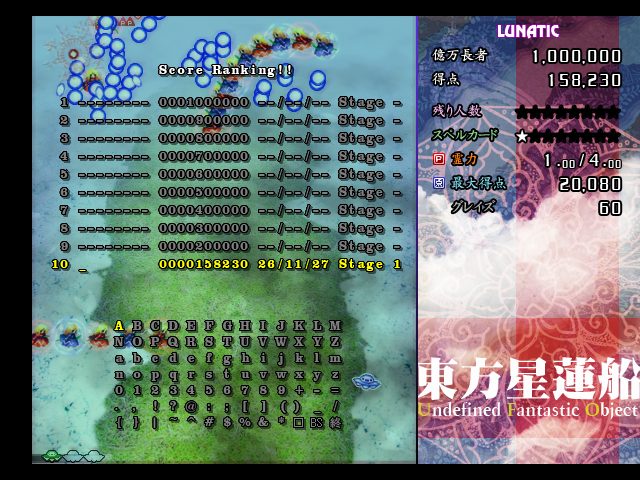 Score Ranking!!
1 -------- 0001000000 --/--/-- Stage -
2 -------- 0000900000 --/--/-- Stage -
3 -------- 0000800000 --/--/-- Stage -
4 -------- 0000700000 --/--/-- Stage -
5 -------- 0000600000 --/--/-- Stage -
6 -------- 0000500000 --/--/-- Stage -
7 -------- 0000400000 --/--/-- Stage -
8 -------- 0000300000 --/--/-- Stage -
9 -------- 0000200000 --/--/-- Stage -
10 _ 0000158230 26/11/27 Stage 1
A B C D E F G H I J K L M
N O P Q R S T U V W X Y Z
a b c d e f g h i j k l m
n o p q r s t u v w x y z
0 1 2 3 4 5 6 7 8 9 + - =
. , ! ? @ : ; [ ] ( ) _ /
{ } | ~ ^ # $ % & * □ BS 終
LUNATIC
億万長者 1,000,000
得点 158,230
残り人数
スペルカード
P 霊力 1.00/4.00
点 最大得点 20,080
グレイズ 60
東方星蓮船
Undefined Fantastic Object